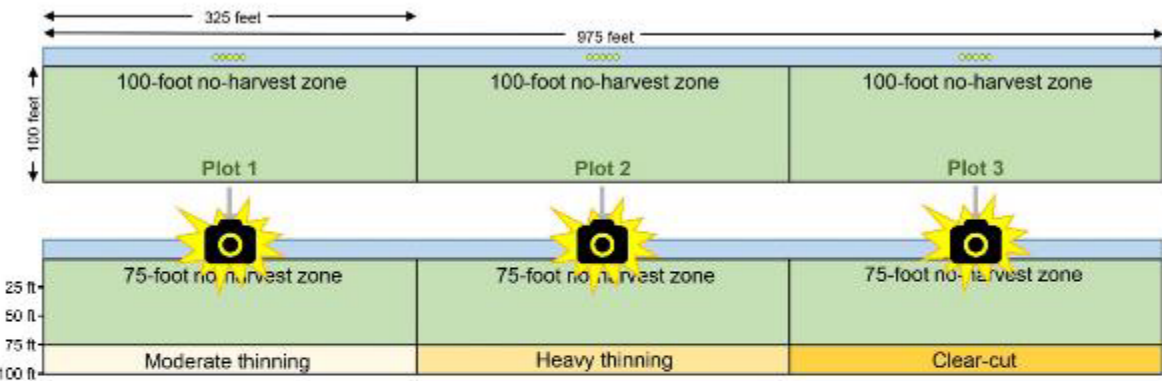 325 feet
975 feet
100-foot no-harvest zone 100-foot no-harvest zone 100-foot no-harvest zone
100 feet
Plot 1 Plot 2 Plot 3
75-foot no-harvest zone 75-foot no-harvest zone 75-foot no-harvest zone
25 ft
50 ft
75 ft
Moderate thinning Heavy thinning Clear-cut
100 ft